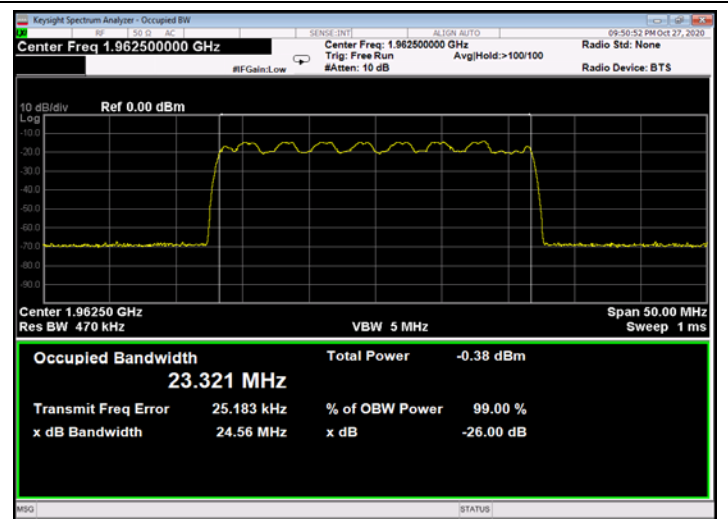 Keysight Spectrum Analyzer - Occupied BW
RF 50 Ω AC SENSE:INT ALIGN AUTO 09:50:52 PM Oct 27, 2020
Center Freq 1.962500000 GHz Center Freq: 1.962500000 GHz Radio Std: None
Trig: Free Run Avg|Hold:>100/100
#IFGain:Low #Atten: 10 dB Radio Device: BTS
10 dB/div Ref 0.00 dBm
Log
-10.0
-20.0
-30.0
-40.0
-50.0
-60.0
-70.0
-80.0
-90.0
Center 1.96250 GHz Span 50.00 MHz
Res BW 470 kHz VBW 5 MHz Sweep 1 ms
Occupied Bandwidth Total Power -0.38 dBm
23.321 MHz
Transmit Freq Error 25.183 kHz % of OBW Power 99.00 %
x dB Bandwidth 24.56 MHz x dB -26.00 dB
MSG STATUS